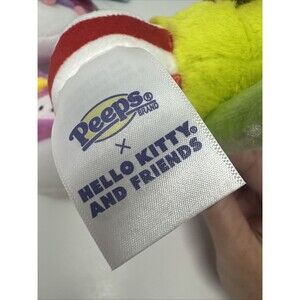 Peeps®
BRAND
×
HELLO KITTY®
AND FRIENDS